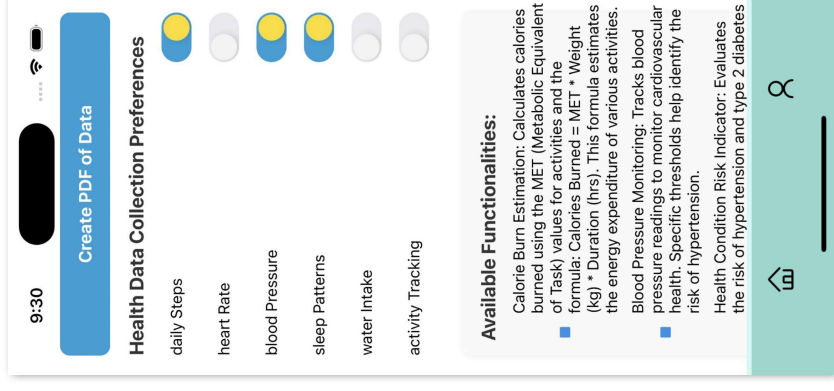 9:30
Create PDF of Data
Health Data Collection Preferences
daily Steps
heart Rate
blood Pressure
sleep Patterns
water Intake
activity Tracking
Available Functionalities:
Calorie Burn Estimation: Calculates calories
burned using the MET (Metabolic Equivalent
of Task) values for activities and the
formula: Calories Burned = MET * Weight
(kg) * Duration (hrs). This formula estimates
the energy expenditure of various activities.
Blood Pressure Monitoring: Tracks blood
pressure readings to monitor cardiovascular
health. Specific thresholds help identify the
risk of hypertension.
Health Condition Risk Indicator: Evaluates
the risk of hypertension and type 2 diabetes